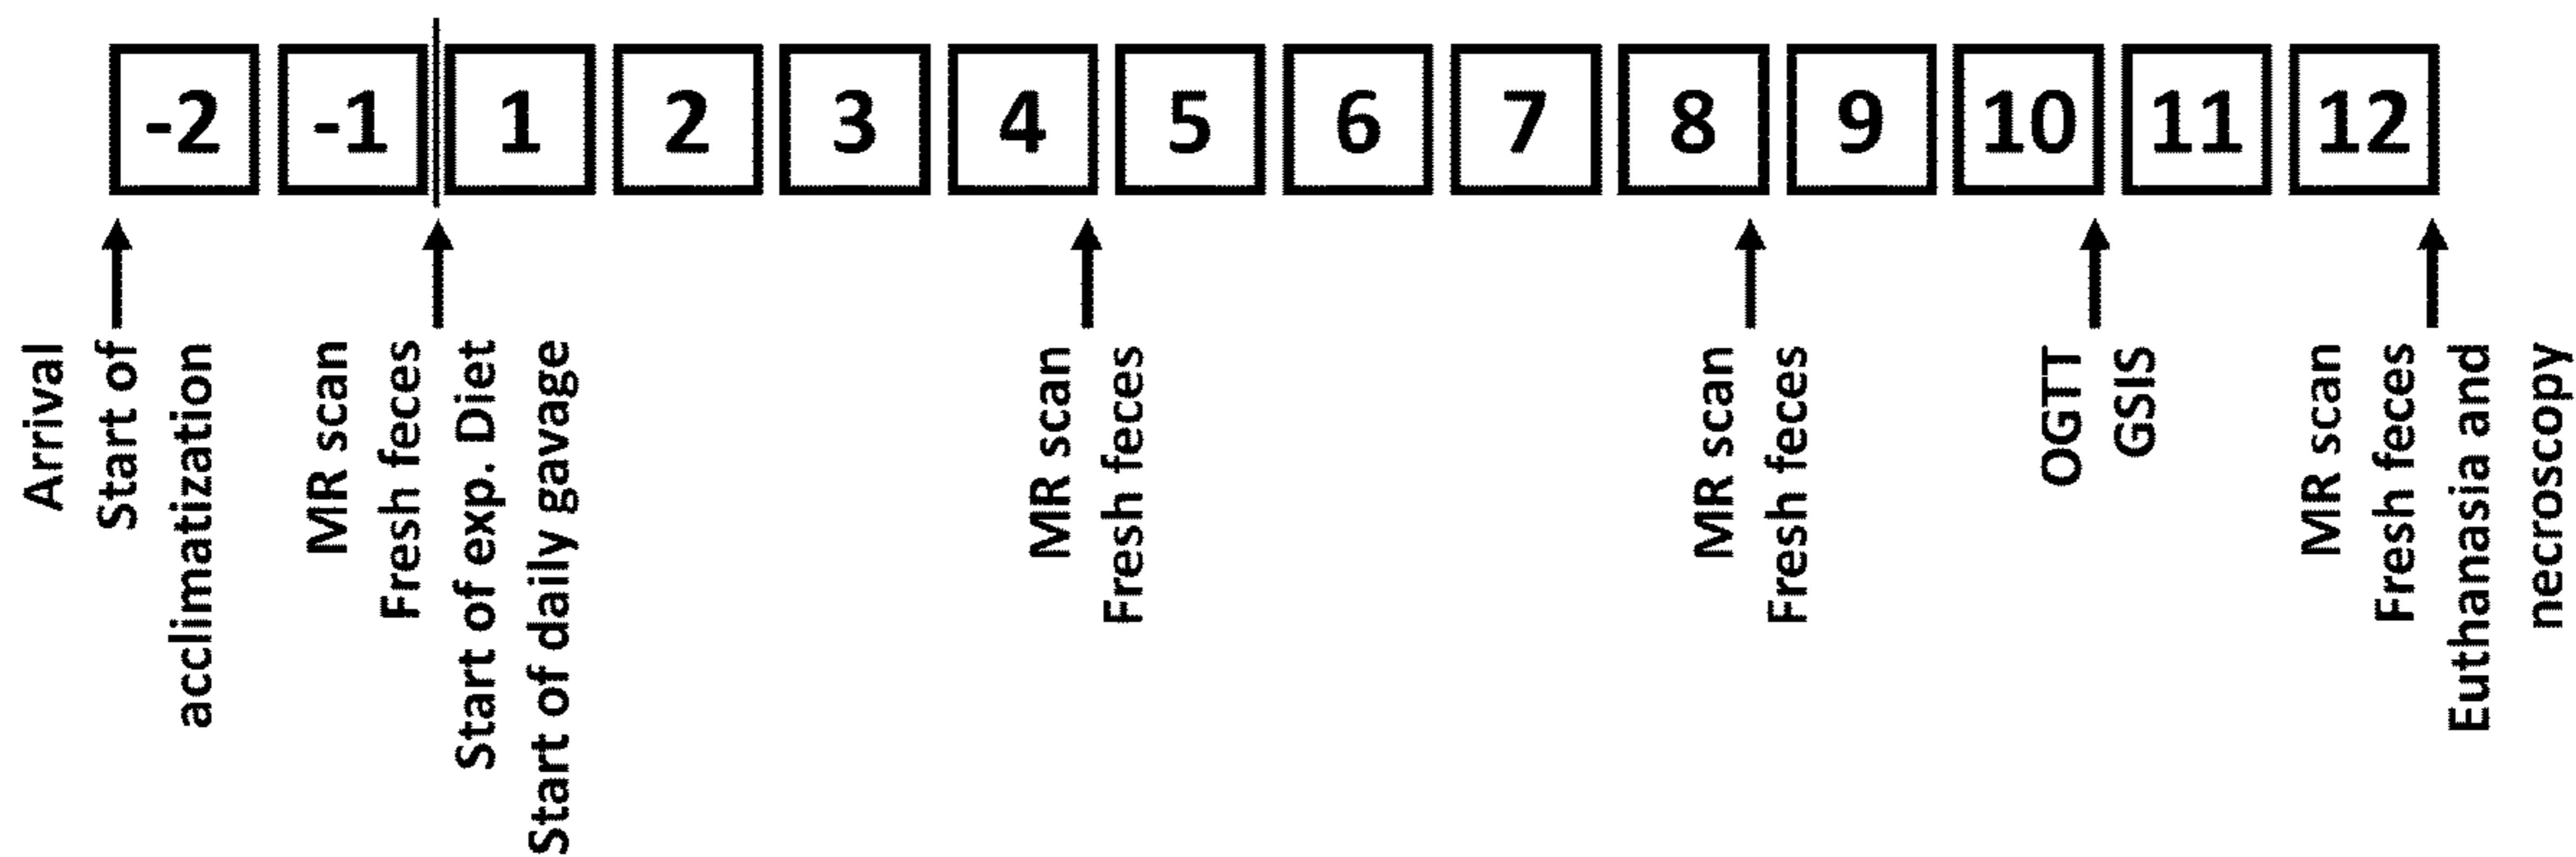 -2 -1 1 2 3 4 5 6 7 8 9 10 11 12
Arrival
Start of
acclimatization
MR scan
Fresh feces
Start of exp. Diet
Start of daily gavage
MR scan
Fresh feces
MR scan
Fresh feces
OGTT
GSIS
MR scan
Fresh feces
Euthanasia and
necroscopy